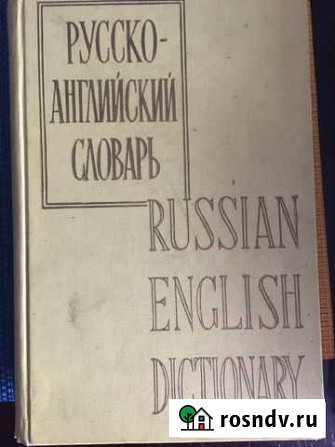 РУССКО-
АНГЛИЙСКИЙ
СЛОВАРЬ
RUSSIAN
ENGLISH
DICTIONARY
rosndv.ru